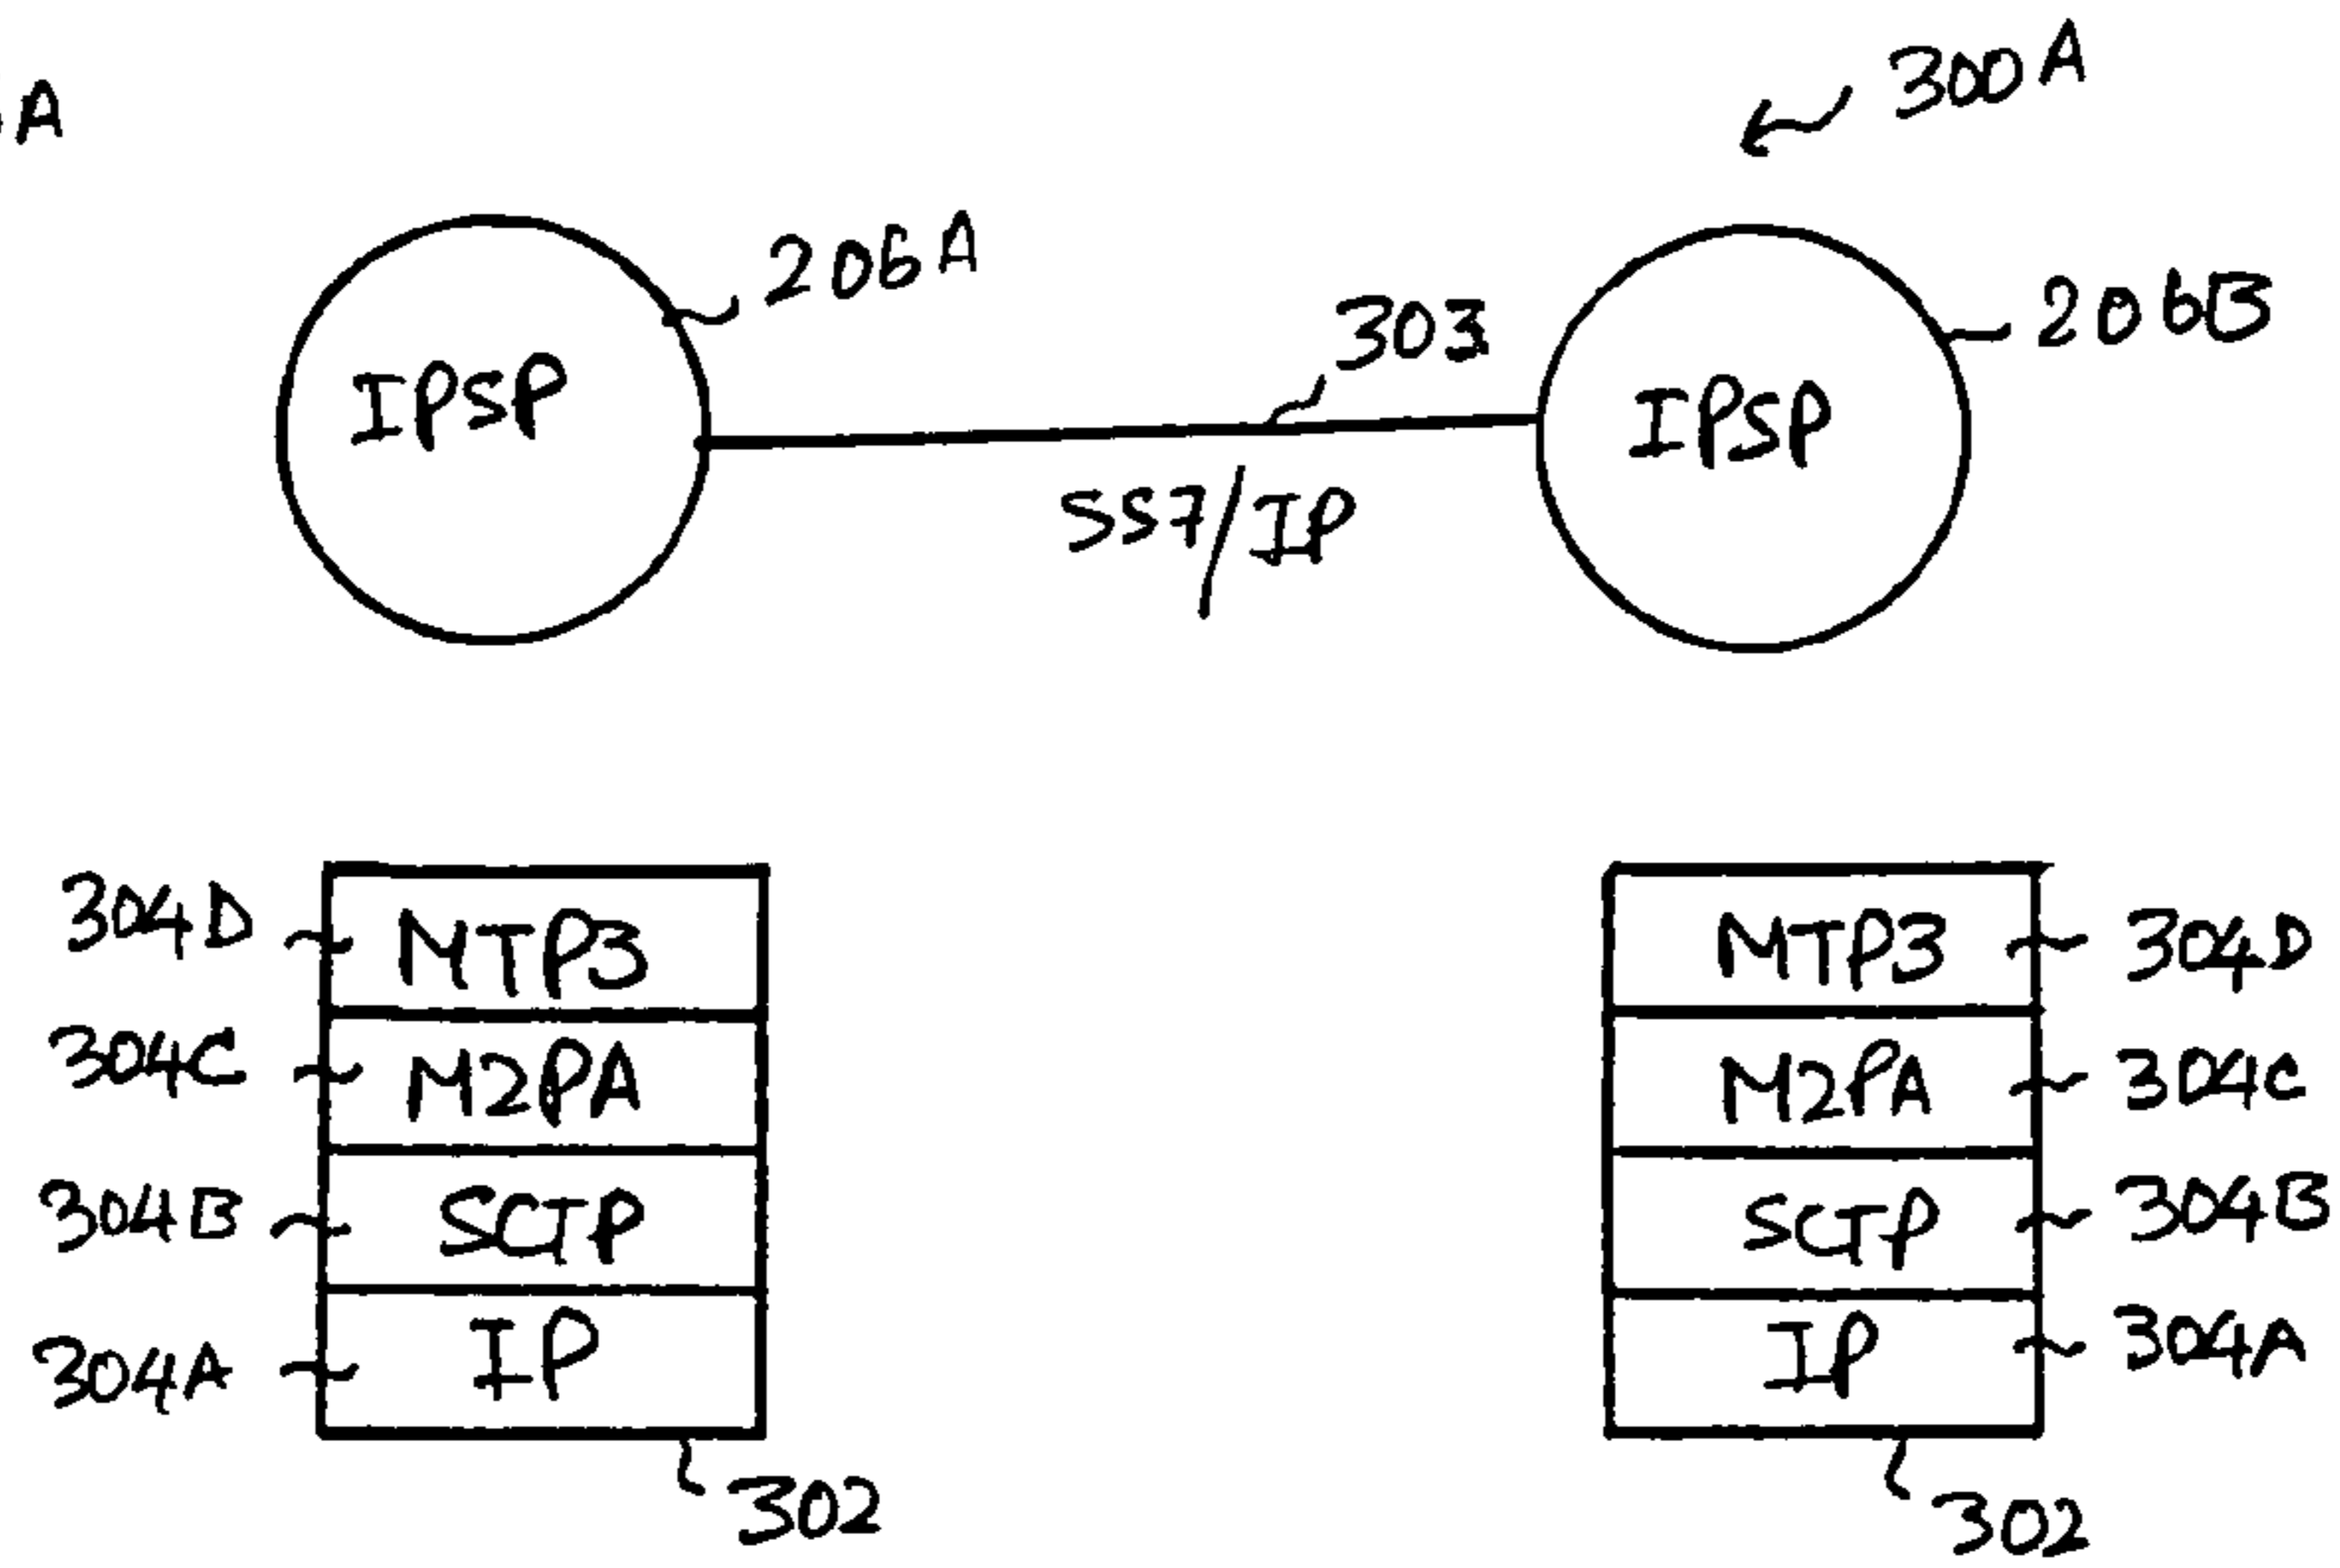 A
300A
206A
303
206B
IPSP
IPSP
SS7/IP
304D MTP3
MTP3 304D
304C M2PA
M2PA 304C
304B SCTP
SCTP 304B
304A IP
IP 304A
302
302